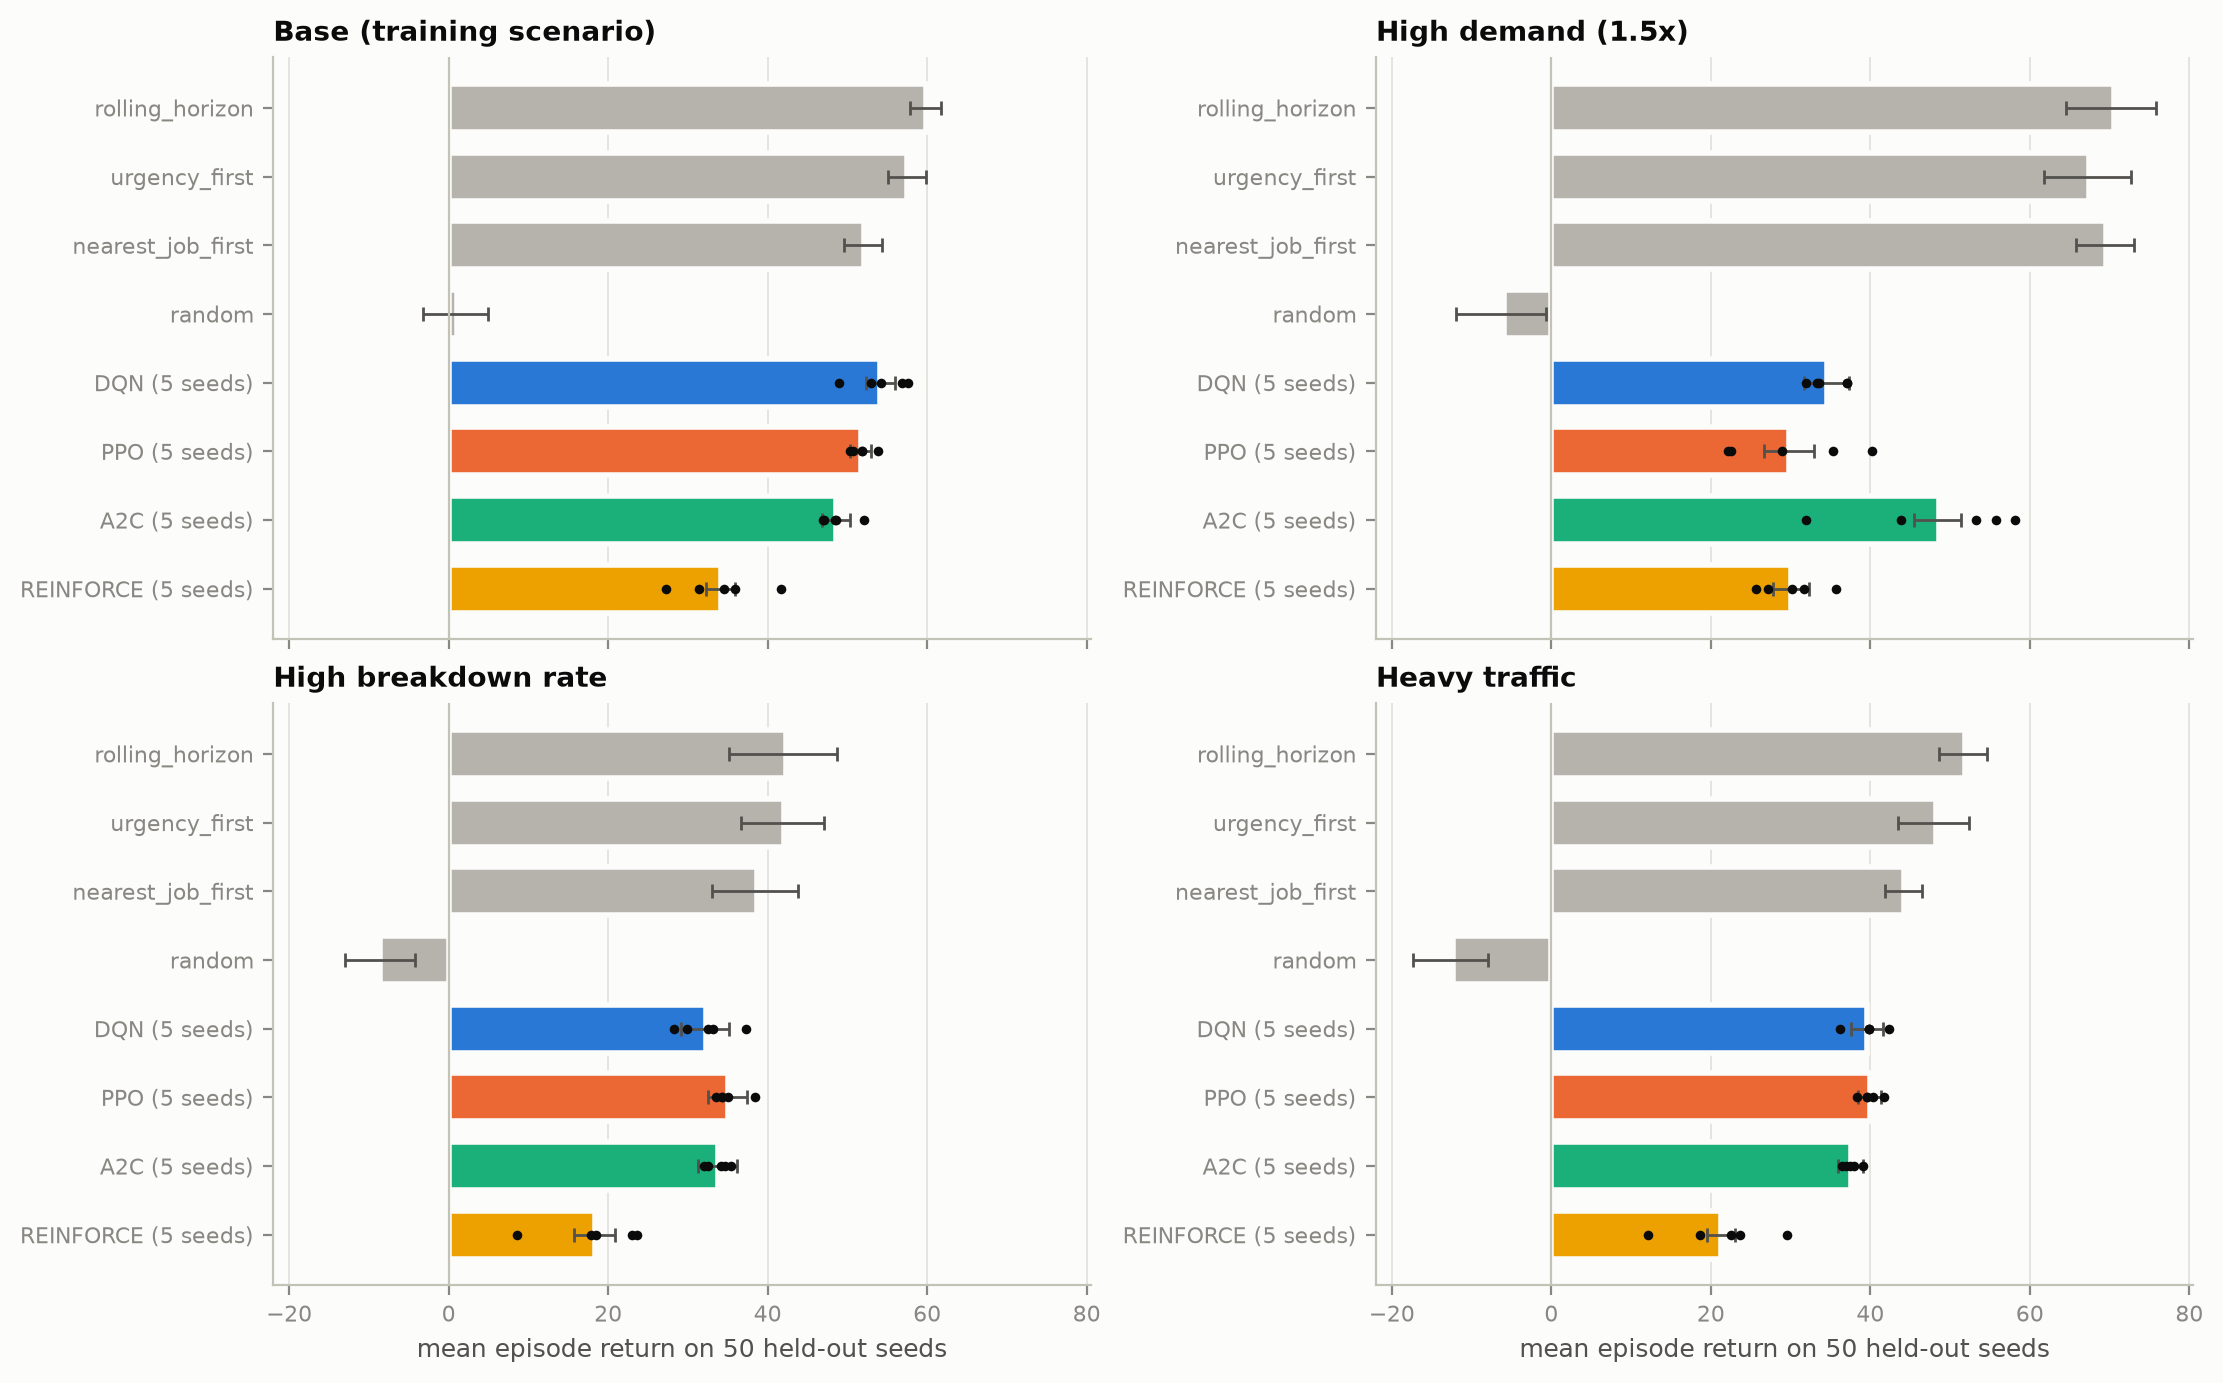 Base (training scenario)
rolling_horizon
urgency_first
nearest_job_first
random
DQN (5 seeds)
PPO (5 seeds)
A2C (5 seeds)
REINFORCE (5 seeds)
High demand (1.5x)
rolling_horizon
urgency_first
nearest_job_first
random
DQN (5 seeds)
PPO (5 seeds)
A2C (5 seeds)
REINFORCE (5 seeds)
High breakdown rate
rolling_horizon
urgency_first
nearest_job_first
random
DQN (5 seeds)
PPO (5 seeds)
A2C (5 seeds)
REINFORCE (5 seeds)
−20 0 20 40 60 80
mean episode return on 50 held-out seeds
Heavy traffic
rolling_horizon
urgency_first
nearest_job_first
random
DQN (5 seeds)
PPO (5 seeds)
A2C (5 seeds)
REINFORCE (5 seeds)
−20 0 20 40 60 80
mean episode return on 50 held-out seeds